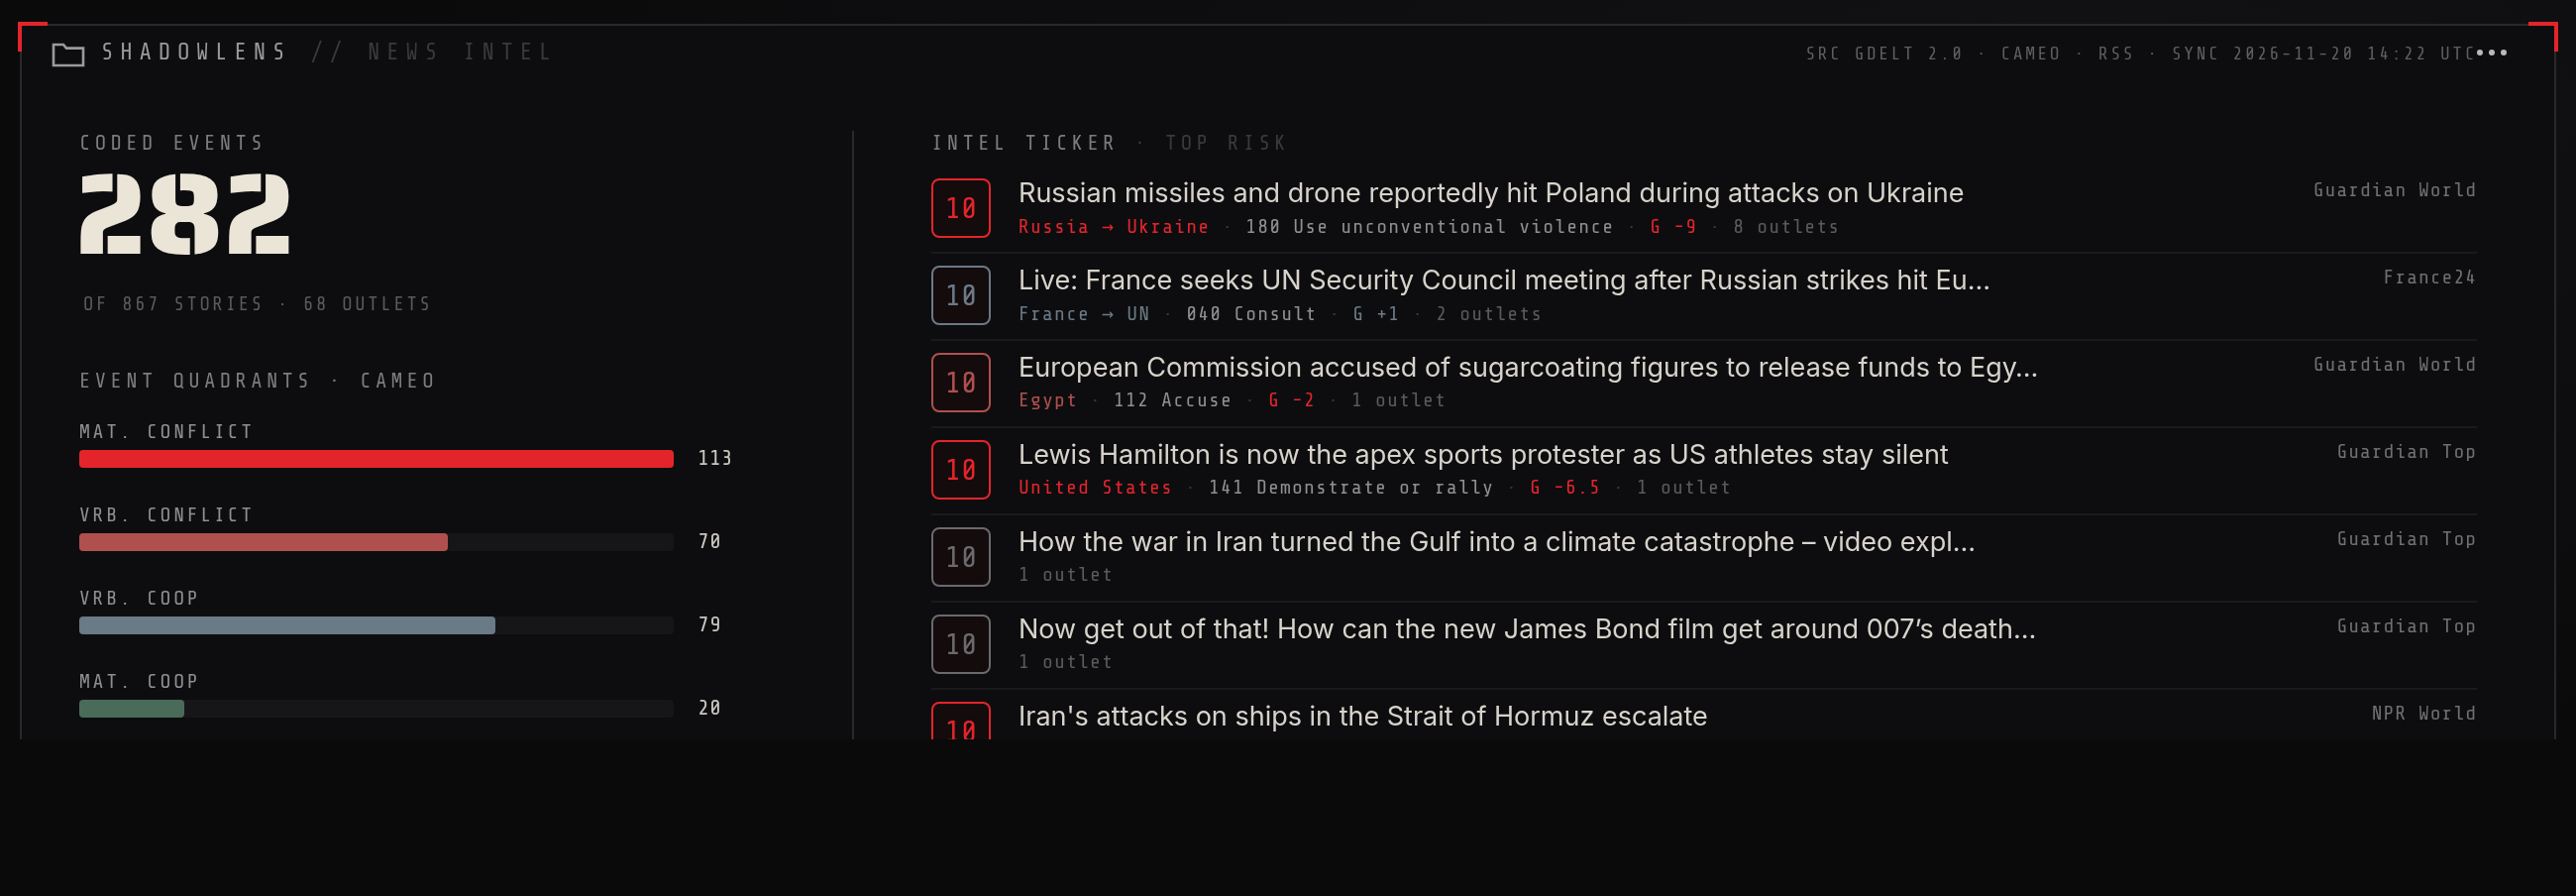 SHADOWLENS // NEWS INTEL
SRC GDELT 2.0 · CAMEO · RSS · SYNC 2026-11-20 14:22 UTC
CODED EVENTS
282
OF 867 STORIES · 68 OUTLETS
EVENT QUADRANTS · CAMEO
MAT. CONFLICT
113
VRB. CONFLICT
70
VRB. COOP
79
MAT. COOP
20
INTEL TICKER · TOP RISK
10 Russian missiles and drone reportedly hit Poland during attacks on Ukraine Guardian World
Russia → Ukraine · 180 Use unconventional violence · G -9 · 8 outlets
10 Live: France seeks UN Security Council meeting after Russian strikes hit Eu... France24
France → UN · 040 Consult · G +1 · 2 outlets
10 European Commission accused of sugarcoating figures to release funds to Egy... Guardian World
Egypt · 112 Accuse · G -2 · 1 outlet
10 Lewis Hamilton is now the apex sports protester as US athletes stay silent Guardian Top
United States · 141 Demonstrate or rally · G -6.5 · 1 outlet
10 How the war in Iran turned the Gulf into a climate catastrophe – video expl... Guardian Top
1 outlet
10 Now get out of that! How can the new James Bond film get around 007’s death... Guardian Top
1 outlet
10 Iran's attacks on ships in the Strait of Hormuz escalate NPR World